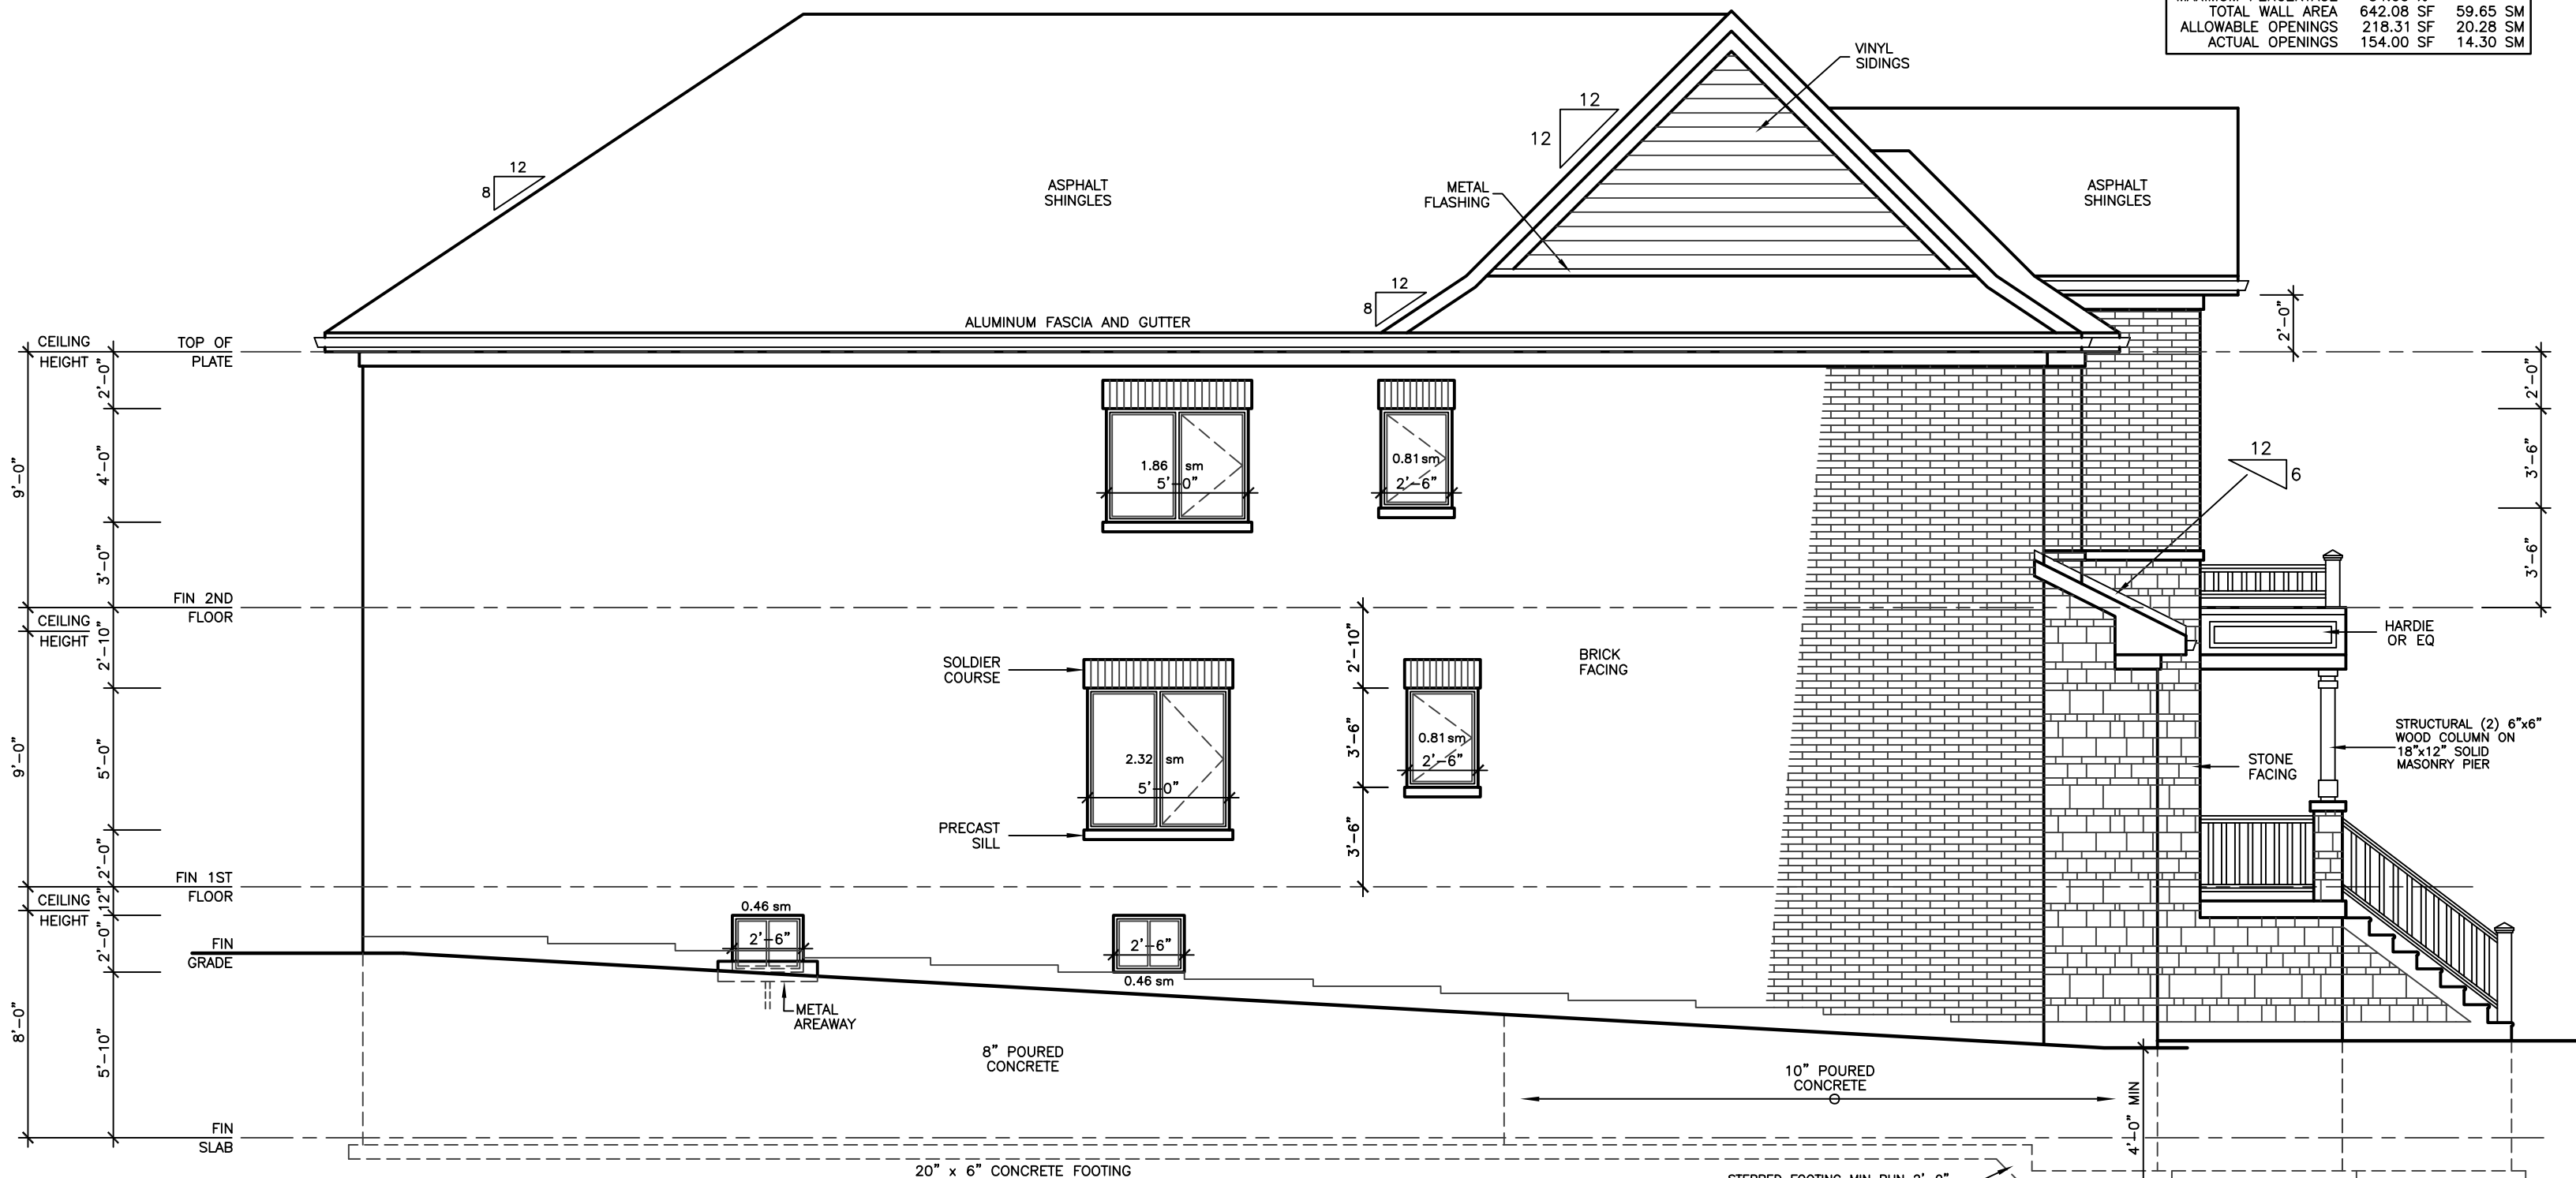 TOTAL WALL AREA 642.08 SF 59.65 SM
ALLOWABLE OPENINGS 218.31 SF 20.28 SM
ACTUAL OPENINGS 154.00 SF 14.30 SM
VINYL
SIDINGS
12
12
12
8
ASPHALT
SHINGLES
METAL
FLASHING
ASPHALT
SHINGLES
12
8
ALUMINUM FASCIA AND GUTTER
2'-0"
CEILING
HEIGHT
TOP OF
PLATE
2'-0"
2'-0"
4'-0"
9'-0"
3'-0"
1.86 sm
5'-0"
0.81 sm
2'-6"
12
6
3'-6"
3'-6"
FIN 2ND
FLOOR
CEILING
HEIGHT
2'-10"
2'-10"
SOLDIER
COURSE
BRICK
FACING
HARDIE
OR EQ
9'-0"
5'-0"
2.32 sm
5'-0"
3'-6"
0.81 sm
2'-6"
STRUCTURAL (2) 6"x6"
WOOD COLUMN ON
18"x12" SOLID
MASONRY PIER
STONE
FACING
PRECAST
SILL
2'-0"
3'-6"
FIN 1ST
FLOOR
CEILING
HEIGHT
12"
0.46 sm
2'-6"
2'-6"
0.46 sm
2'-0"
FIN
GRADE
METAL
AREAWAY
8'-0"
5'-10"
8" POURED
CONCRETE
10" POURED
CONCRETE
4'-0" MIN
FIN
SLAB
20" x 6" CONCRETE FOOTING